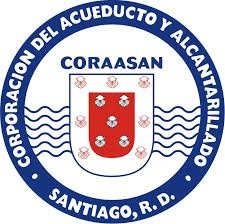 CORPORACION DEL ACUEDUCTO Y ALCANTARILLADO
CORAASAN
SANTIAGO, R. D.